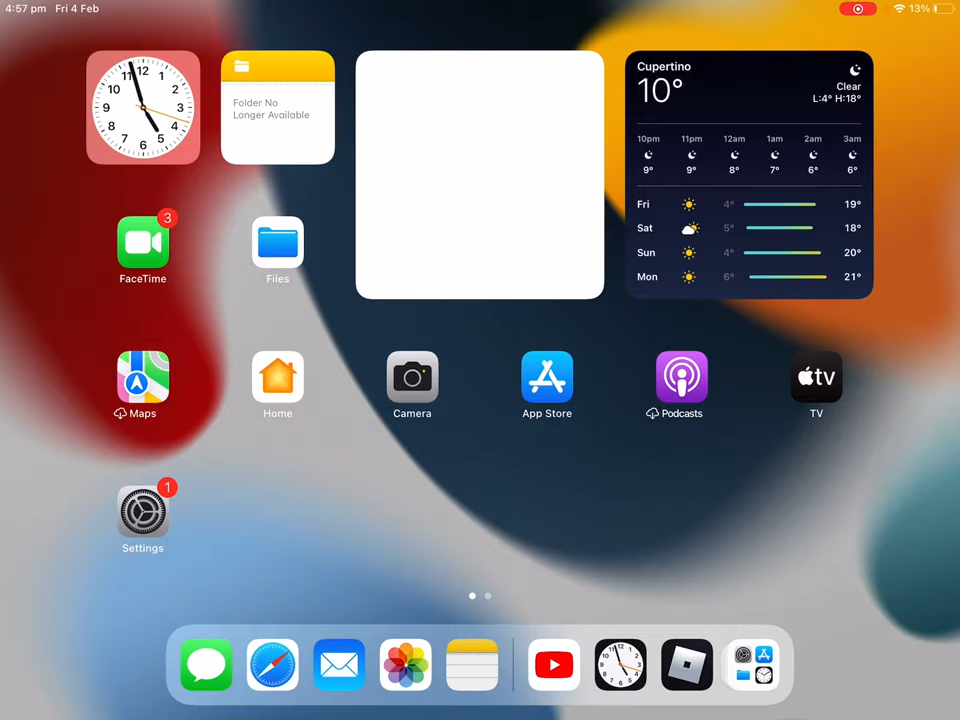 4:57 pm Fri 4 Feb
13%
12
1
2
3
4
5
6
7
8
9
10
11
Folder No
Longer Available
Cupertino
10°
Clear
L:4° H:18°
10pm 11pm 12am 1am 2am 3am
9° 9° 8° 7° 6° 6°
Fri 4° 19°
Sat 5° 18°
Sun 4° 20°
Mon 6° 21°
3
FaceTime
Files
Maps
Home
Camera
App Store
tv
Podcasts
TV
1
Settings